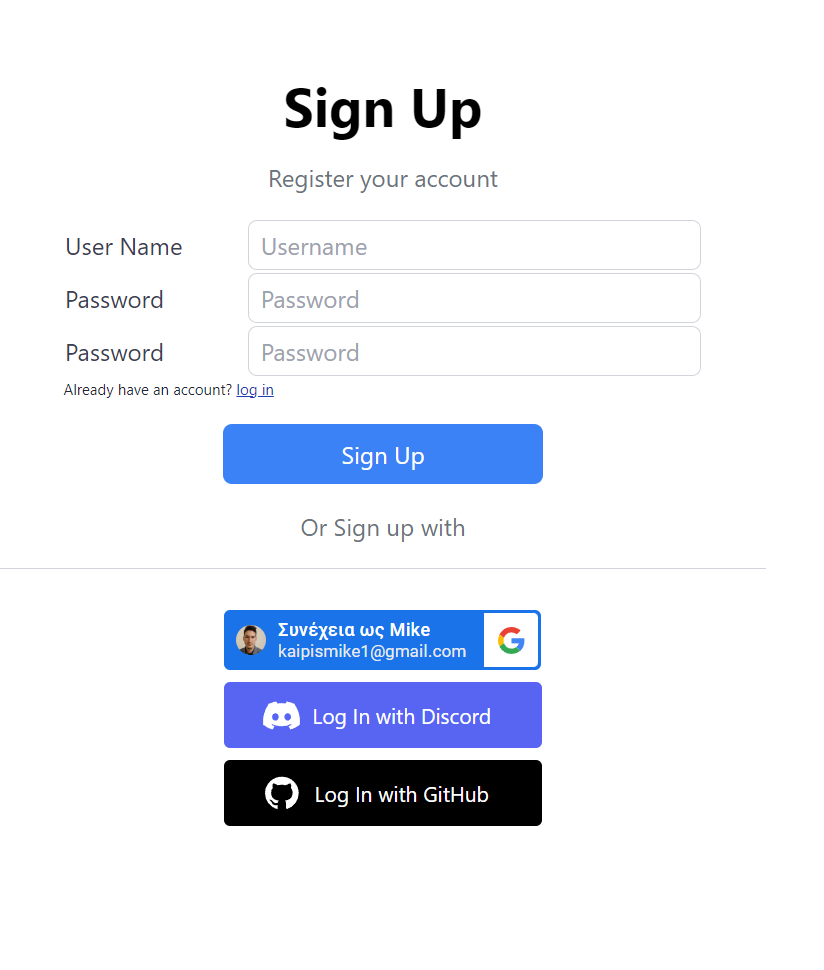 Sign Up
Register your account
User Name Username
Password Password
Password Password
Already have an account? log in
Sign Up
Or Sign up with
Συνέχεια ως Mike
kaipismike1@gmail.com
Log In with Discord
Log In with GitHub